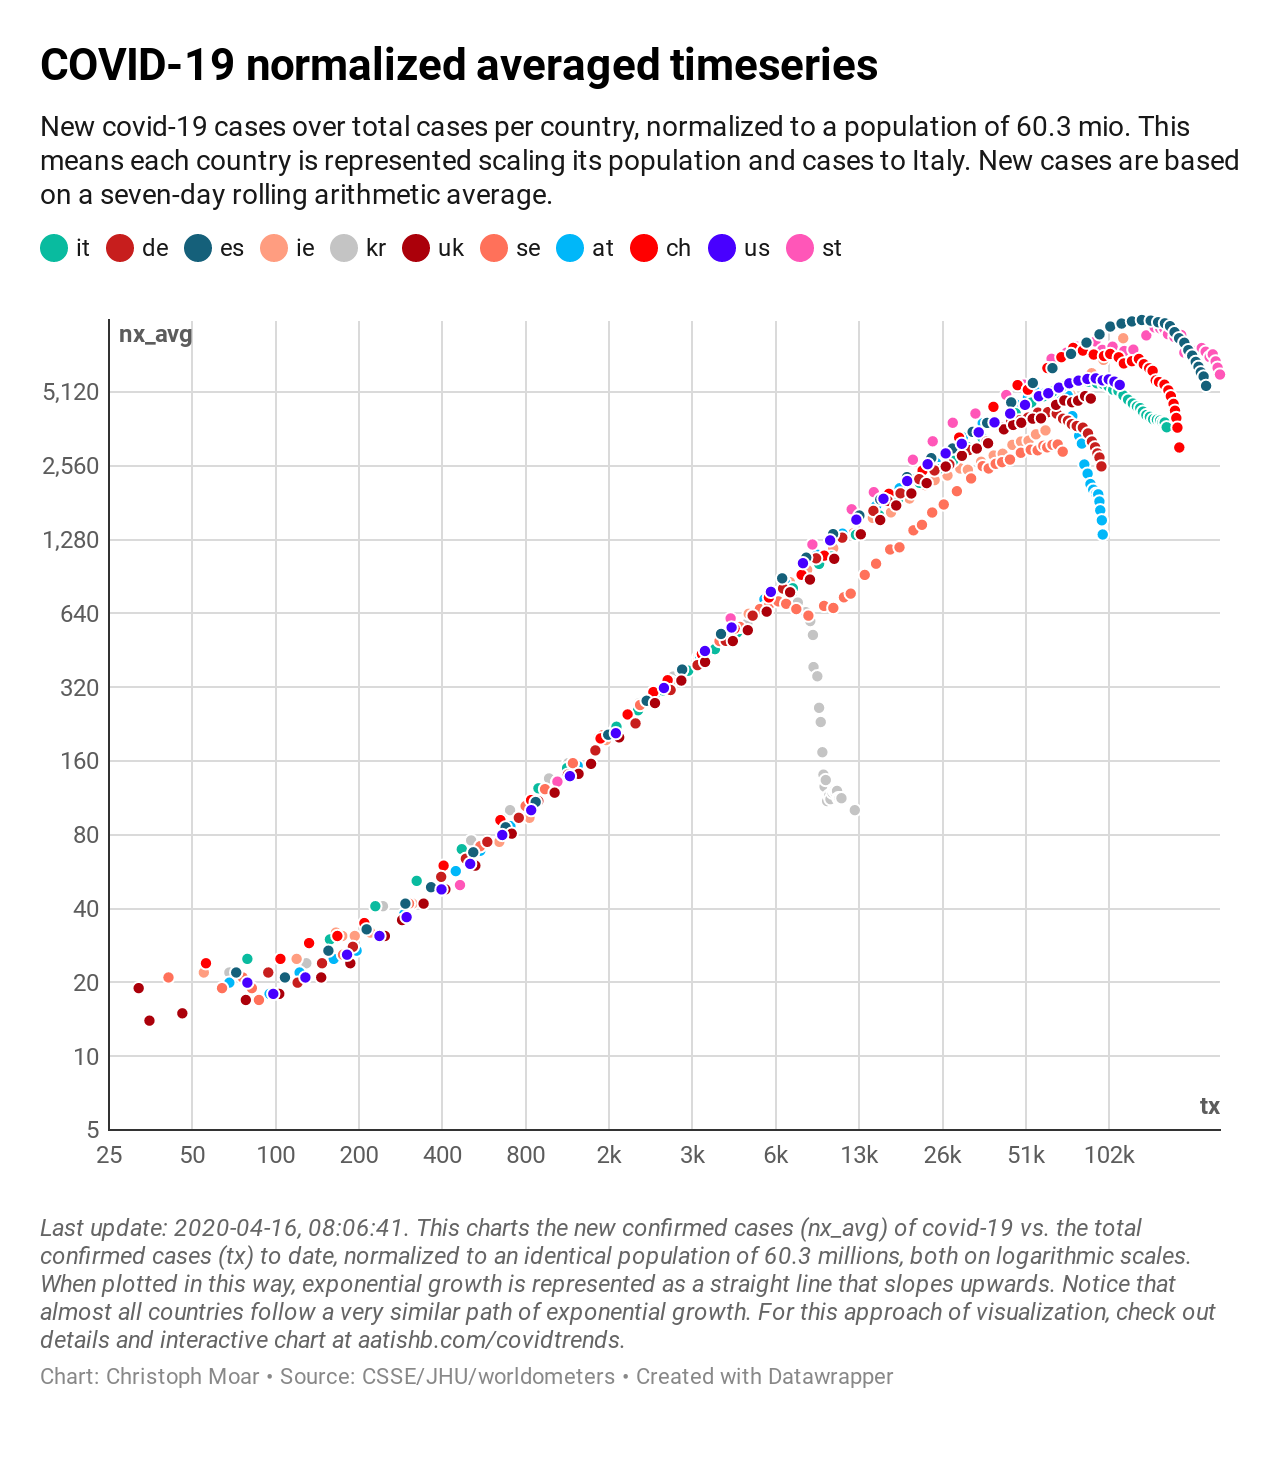 COVID-19 normalized averaged timeseries
New covid-19 cases over total cases per country, normalized to a population of 60.3 mio. This
means each country is represented scaling its population and cases to Italy. New cases are based
on a seven-day rolling arithmetic average.
it de es ie kr uk se at ch us st
nx_avg
5,120
2,560
1,280
640
320
160
80
40
20
10
tx
5
25 50 100 200 400 800 2k 3k 6k 13k 26k 51k 102k
Last update: 2020-04-16, 08:06:41. This charts the new confirmed cases (nx_avg) of covid-19 vs. the total
confirmed cases (tx) to date, normalized to an identical population of 60.3 millions, both on logarithmic scales.
When plotted in this way, exponential growth is represented as a straight line that slopes upwards. Notice that
almost all countries follow a very similar path of exponential growth. For this approach of visualization, check out
details and interactive chart at aatishb.com/covidtrends.
Chart: Christoph Moar • Source: CSSE/JHU/worldometers • Created with Datawrapper